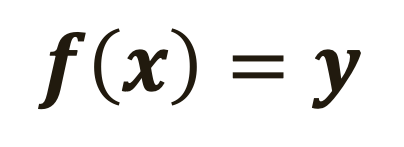 f(x) = y